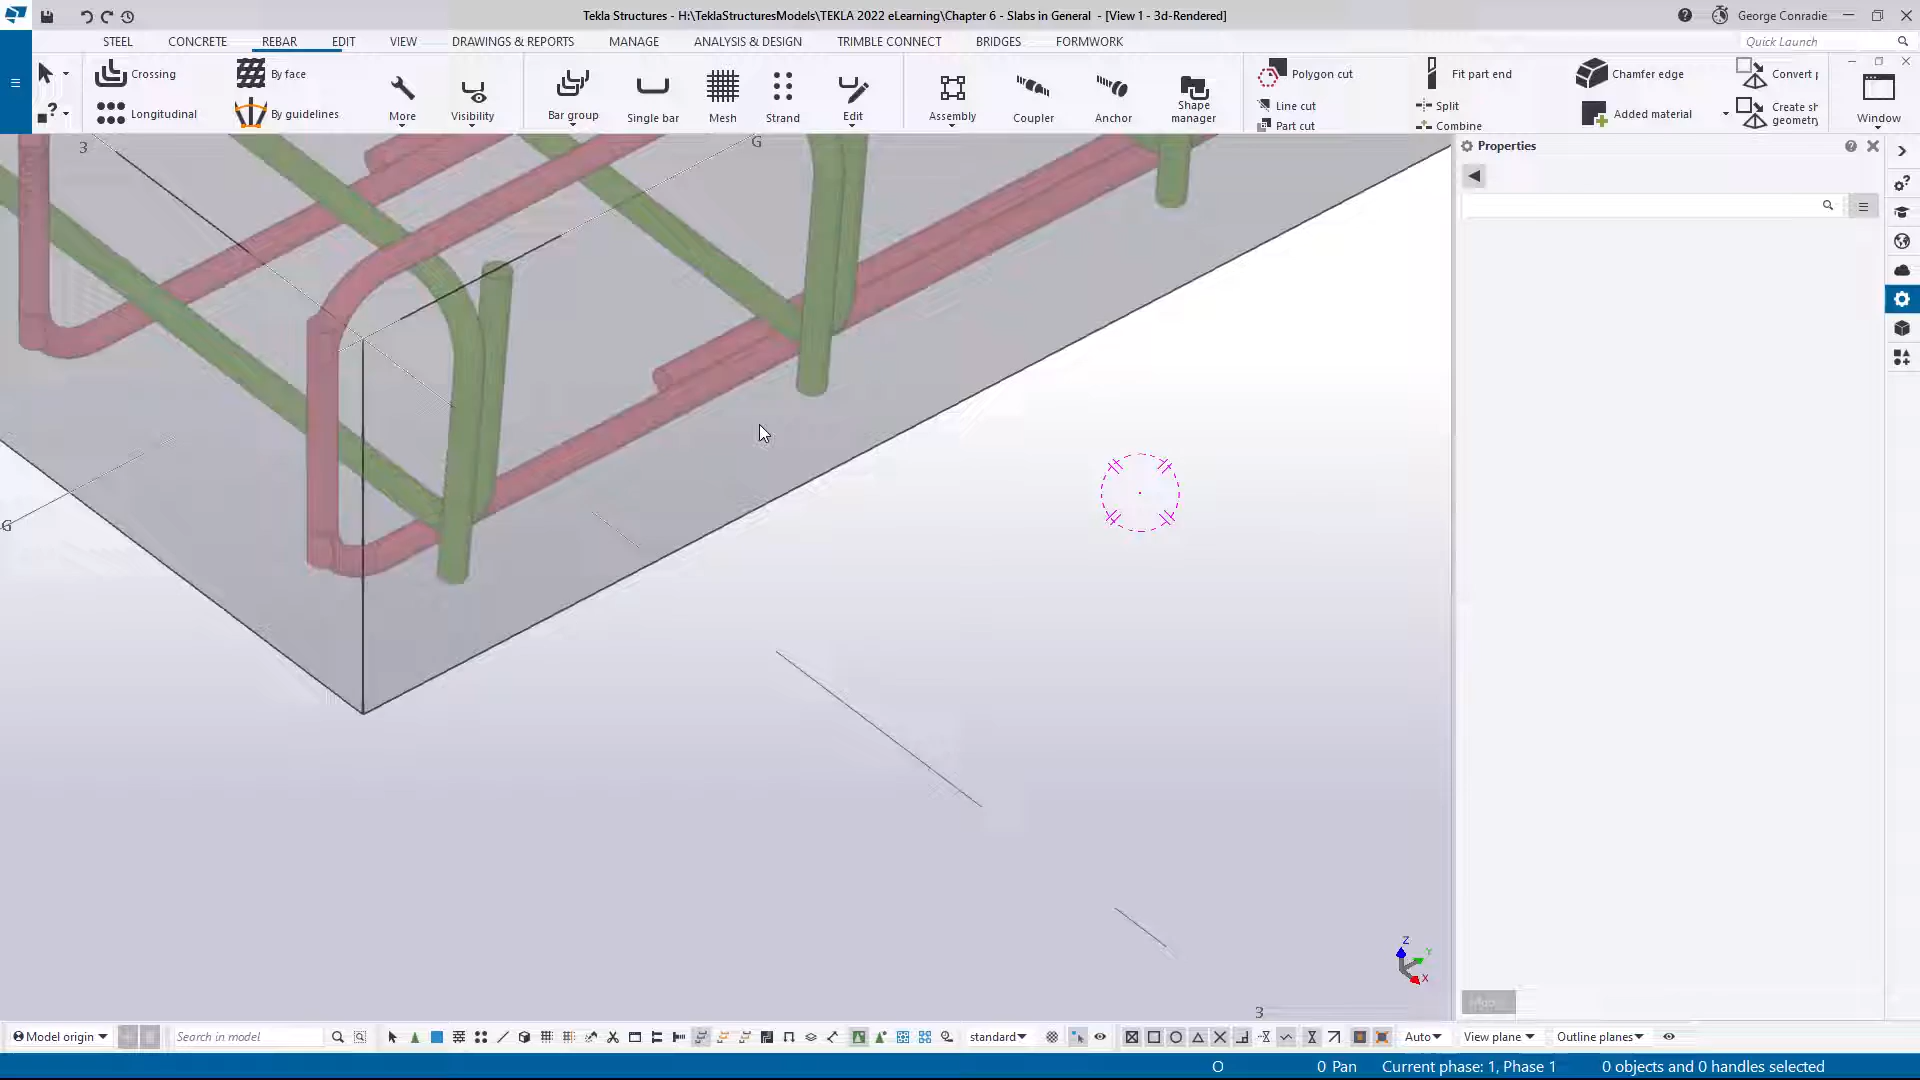 Tekla Structures - H:\TeklaStructuresModels\TEKLA 2022 eLearning\Chapter 6 - Slabs in General - [View 1 - 3d-Rendered]
George Conradie
STEEL CONCRETE REBAR EDIT VIEW DRAWINGS & REPORTS MANAGE ANALYSIS & DESIGN TRIMBLE CONNECT BRIDGES FORMWORK
Quick Launch
Crossing
By face
Longitudinal
By guidelines
More
Visibility
Bar group
Single bar
Mesh
Strand
Edit
Assembly
Coupler
Anchor
Shape manager
Polygon cut
Line cut
Part cut
Fit part end
Split
Combine
Chamfer edge
Added material
Convert
Create sh
geometry
Window
3
G
G
3
Properties
Z
Y
X
Model origin
Search in model
standard
Auto
View plane
Outline planes
O
0 Pan
Current phase: 1, Phase 1
0 objects and 0 handles selected